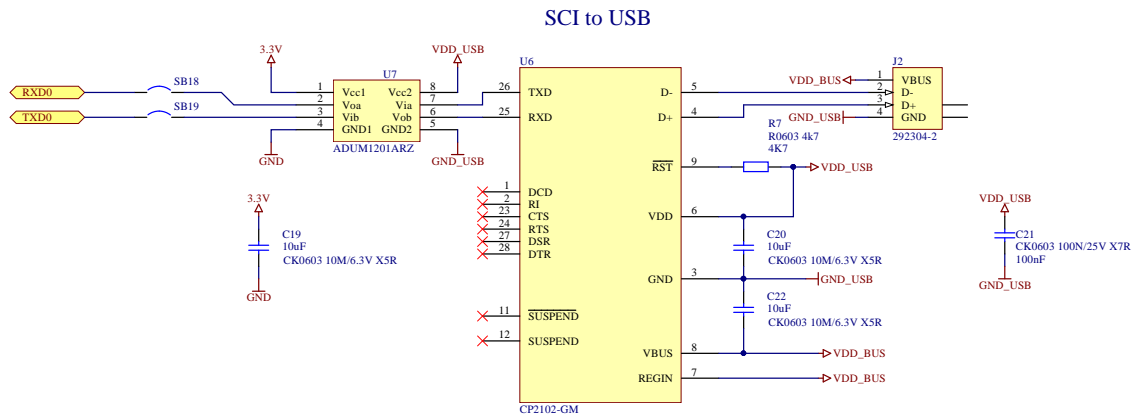 SCI to USB
3.3V
VDD_USB
U7
U6
J2
RXD0
SB18
TXD0
SB19
1 Vcc1 Vcc2 8
2 Voa Via 7
3 Vib Vob 6
4 GND1 GND2 5
ADUM1201ARZ
GND
GND_USB
26 TXD
25 RXD
D- 5
D+ 4
VDD_BUS
1 VBUS
2 D-
3 D+
GND_USB 4 GND
292304-2
R7
R0603 4k7
4K7
RST 9
VDD_USB
1 DCD
2 RI
23 CTS
24 RTS
27 DSR
28 DTR
VDD 6
C20
10uF
CK0603 10M/6.3V X5R
GND 3
GND_USB
C22
10uF
CK0603 10M/6.3V X5R
11 SUSPEND
12 SUSPEND
VBUS 8
VDD_BUS
REGIN 7
VDD_BUS
CP2102-GM
3.3V
C19
10uF
CK0603 10M/6.3V X5R
GND
VDD_USB
C21
CK0603 100N/25V X7R
100nF
GND_USB